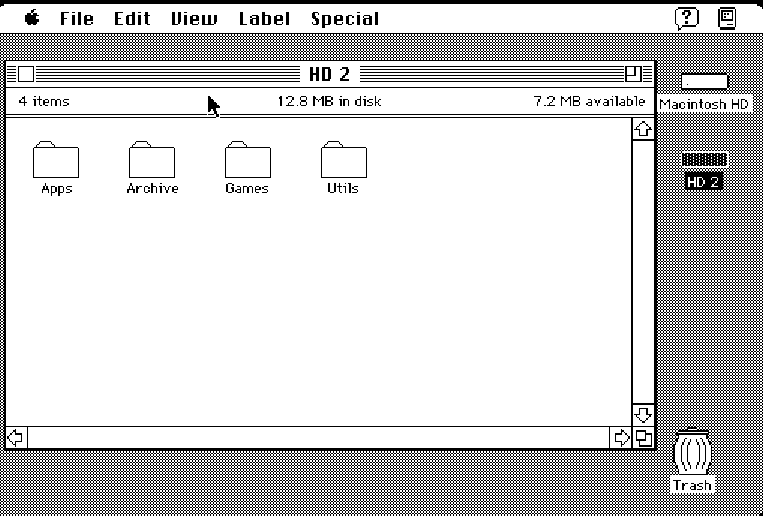 File Edit View Label Special
HD 2
4 items 12.8 MB in disk 7.2 MB available
Apps Archive Games Utils
Macintosh HD
HD 2
Trash